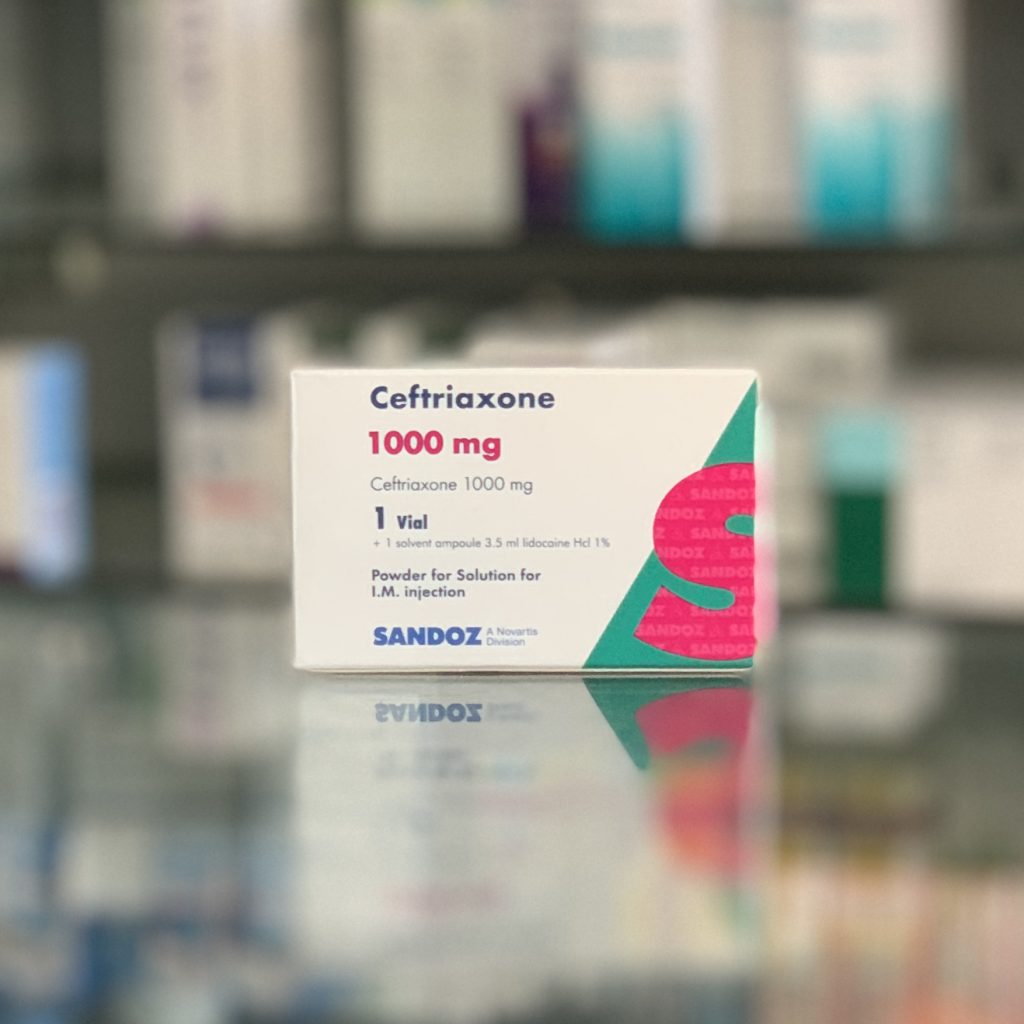 Ceftriaxone
1000 mg
Ceftriaxone 1000 mg
1 Vial
+ 1 solvent ampoule 3.5 ml lidocaine Hcl 1%
Powder for Solution for
I.M. injection
SANDOZ A Novartis
Division